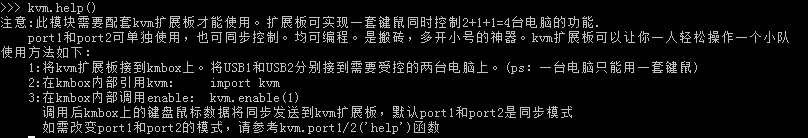 >>> kvm.help()
注意:此模块需要配套kvm扩展板才能使用。扩展板可实现一套键鼠同时控制2+1+1=4台电脑的功能.
port1和port2可单独使用，也可同步控制。均可编程。是搬砖，多开小号的神器。kvm扩展板可以让你一人轻松操作一个小队
使用方法如下:
1:将kvm扩展板接到kmbox上。将USB1和USB2分别接到需要受控的两台电脑上。(ps: 一台电脑只能用一套键鼠)
2:在kmbox内部引用kvm: import kvm
3:在kmbox内部调用enable: kvm.enable(1)
调用后kmbox上的键盘鼠标数据将同步发送到kvm扩展板，默认port1和port2是同步模式
如需改变port1和port2的模式，请参考kvm.port1/2('help')函数